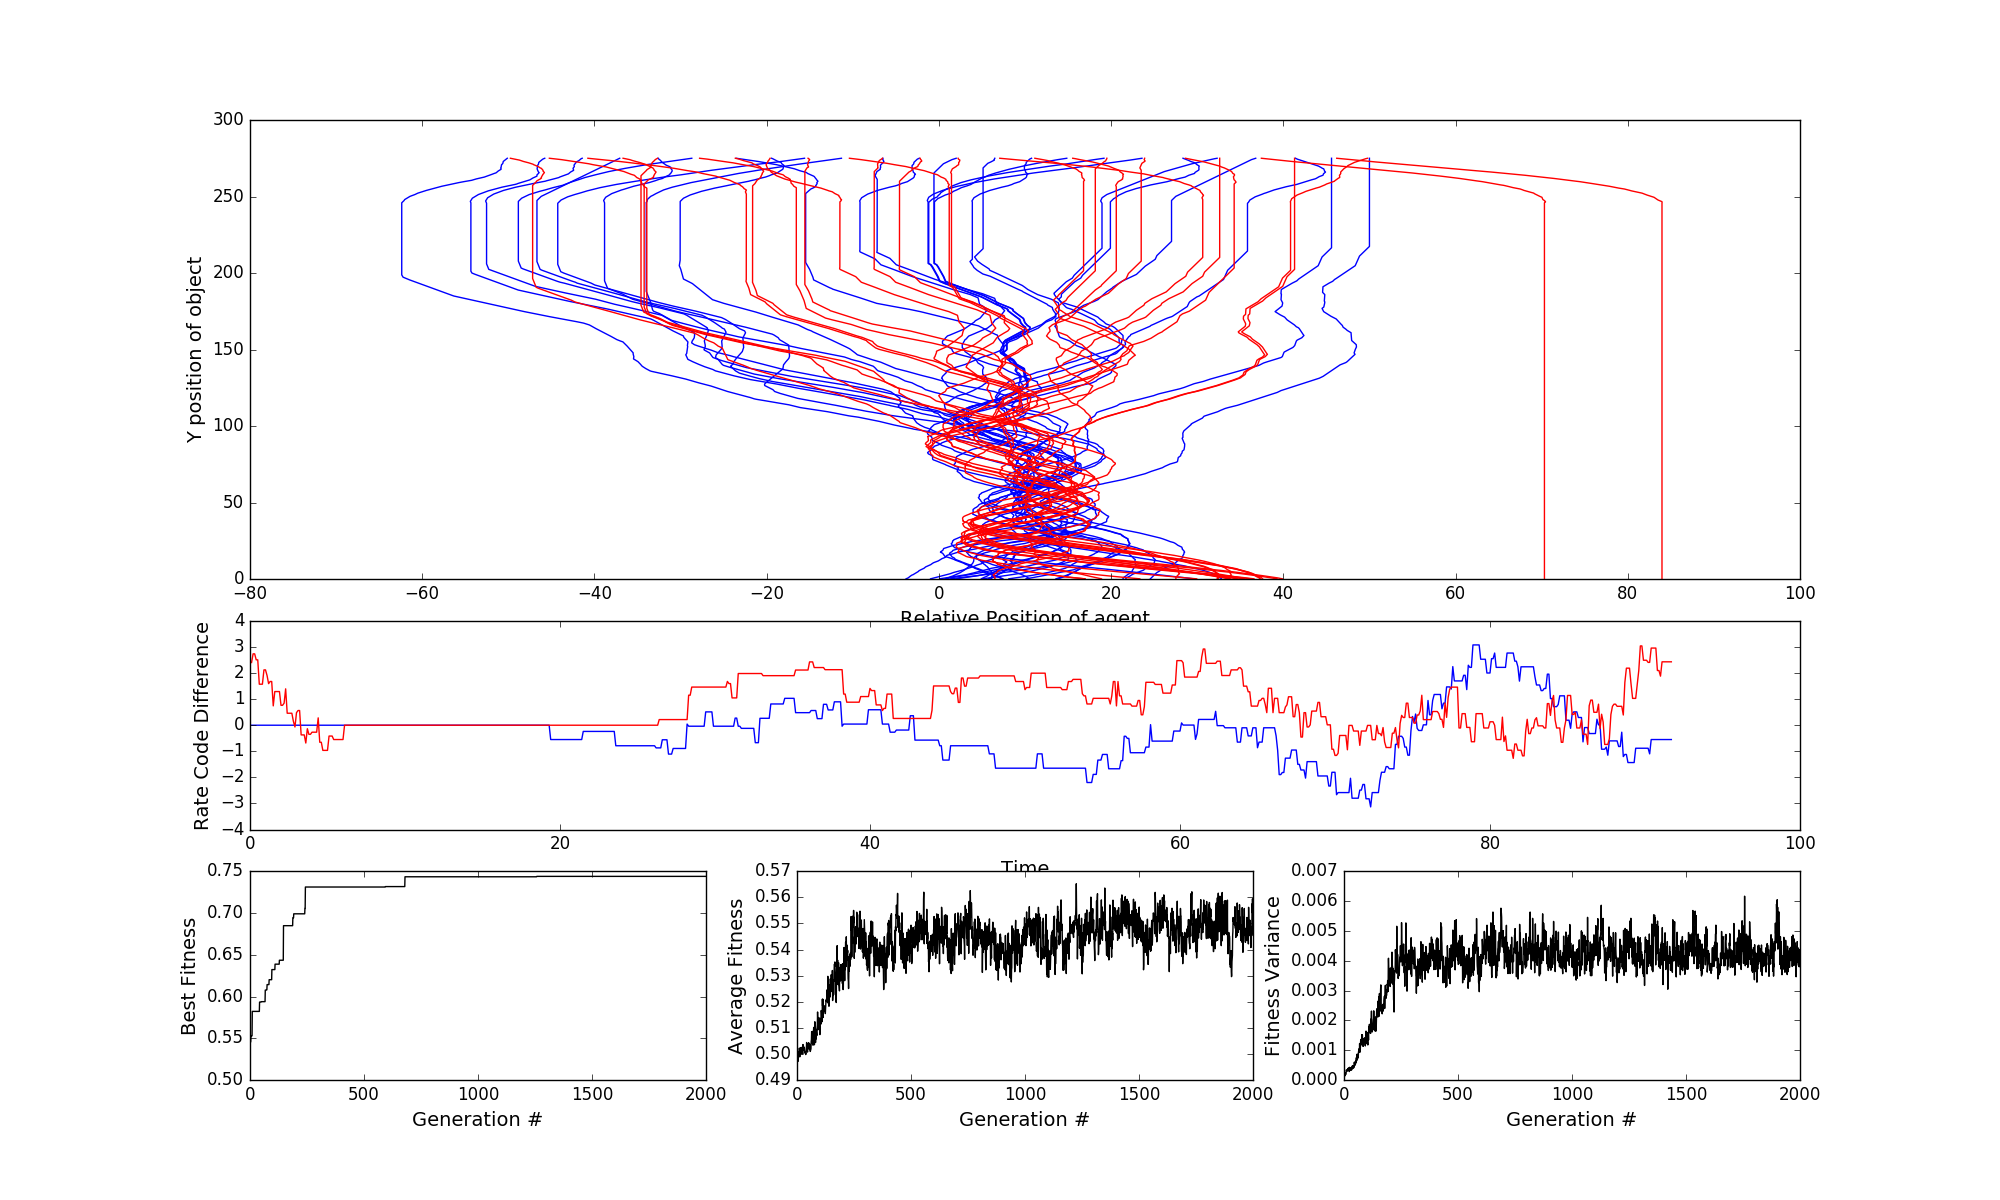 300
250
200
150
100
50
0
Y position of object
−80 −60 −40 −20 0 20 40 60 80 100
Relative Position of agent
4
3
2
1
0
−1
−2
−3
−4
Rate Code Difference
0 20 40 60 80 100
Time
0.75
0.70
0.65
0.60
0.55
0.50
Best Fitness
0 500 1000 1500 2000
Generation #
0.57
0.56
0.55
0.54
0.53
0.52
0.51
0.50
0.49
Average Fitness
0 500 1000 1500 2000
Generation #
0.007
0.006
0.005
0.004
0.003
0.002
0.001
0.000
Fitness Variance
0 500 1000 1500 2000
Generation #